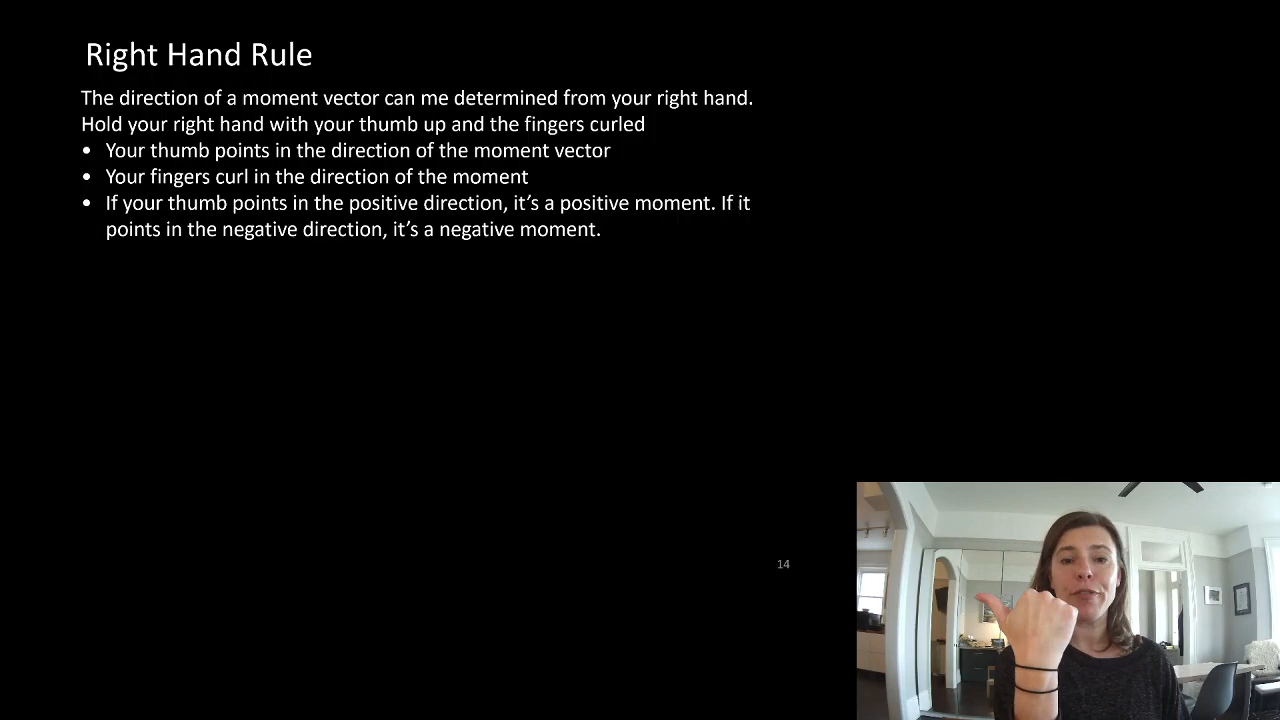 Right Hand Rule
The direction of a moment vector can me determined from your right hand.
Hold your right hand with your thumb up and the fingers curled
• Your thumb points in the direction of the moment vector
• Your fingers curl in the direction of the moment
• If your thumb points in the positive direction, it’s a positive moment. If it
points in the negative direction, it’s a negative moment.
14